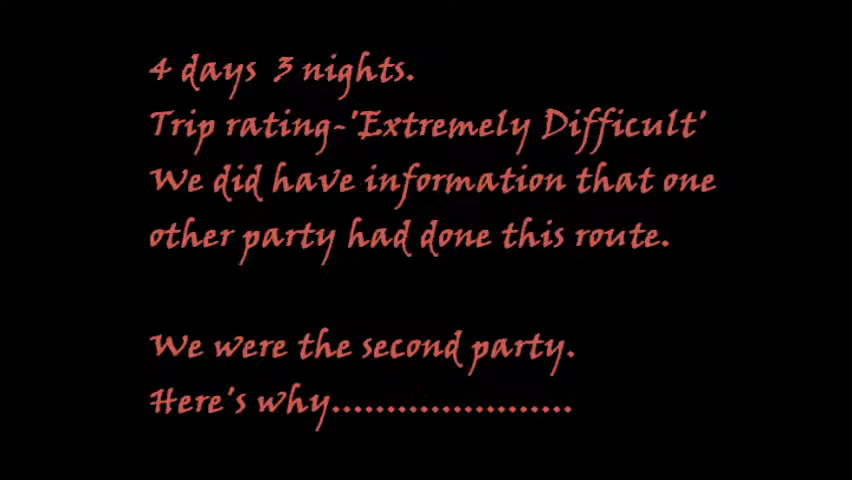 4 days 3 nights.
Trip rating-'Extremely Difficult'
We did have information that one
other party had done this route.
We were the second party.
Here's why......................